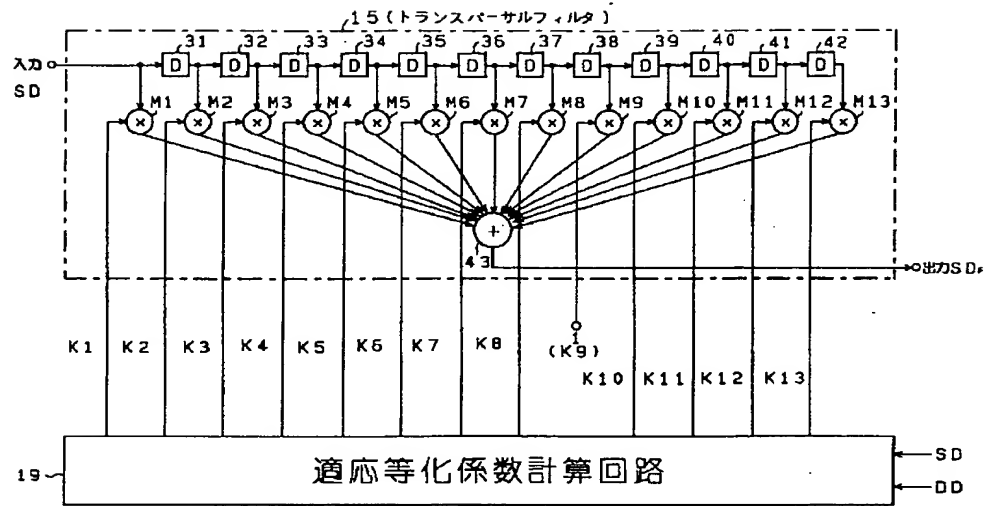 15(トランスバーサルフィルタ)
31 32 33 34 35 36 37 38 39 40 41 42
入力
SD
D D D D D D D D D D D D
M1 M2 M3 M4 M5 M6 M7 M8 M9 M10 M11 M12 M13
× × × × × × × × × × × × ×
+
43
出力SDF
1
K1 K2 K3 K4 K5 K6 K7 K8 (K9)
K10 K11 K12 K13
19
適応等化係数計算回路
SD
DD